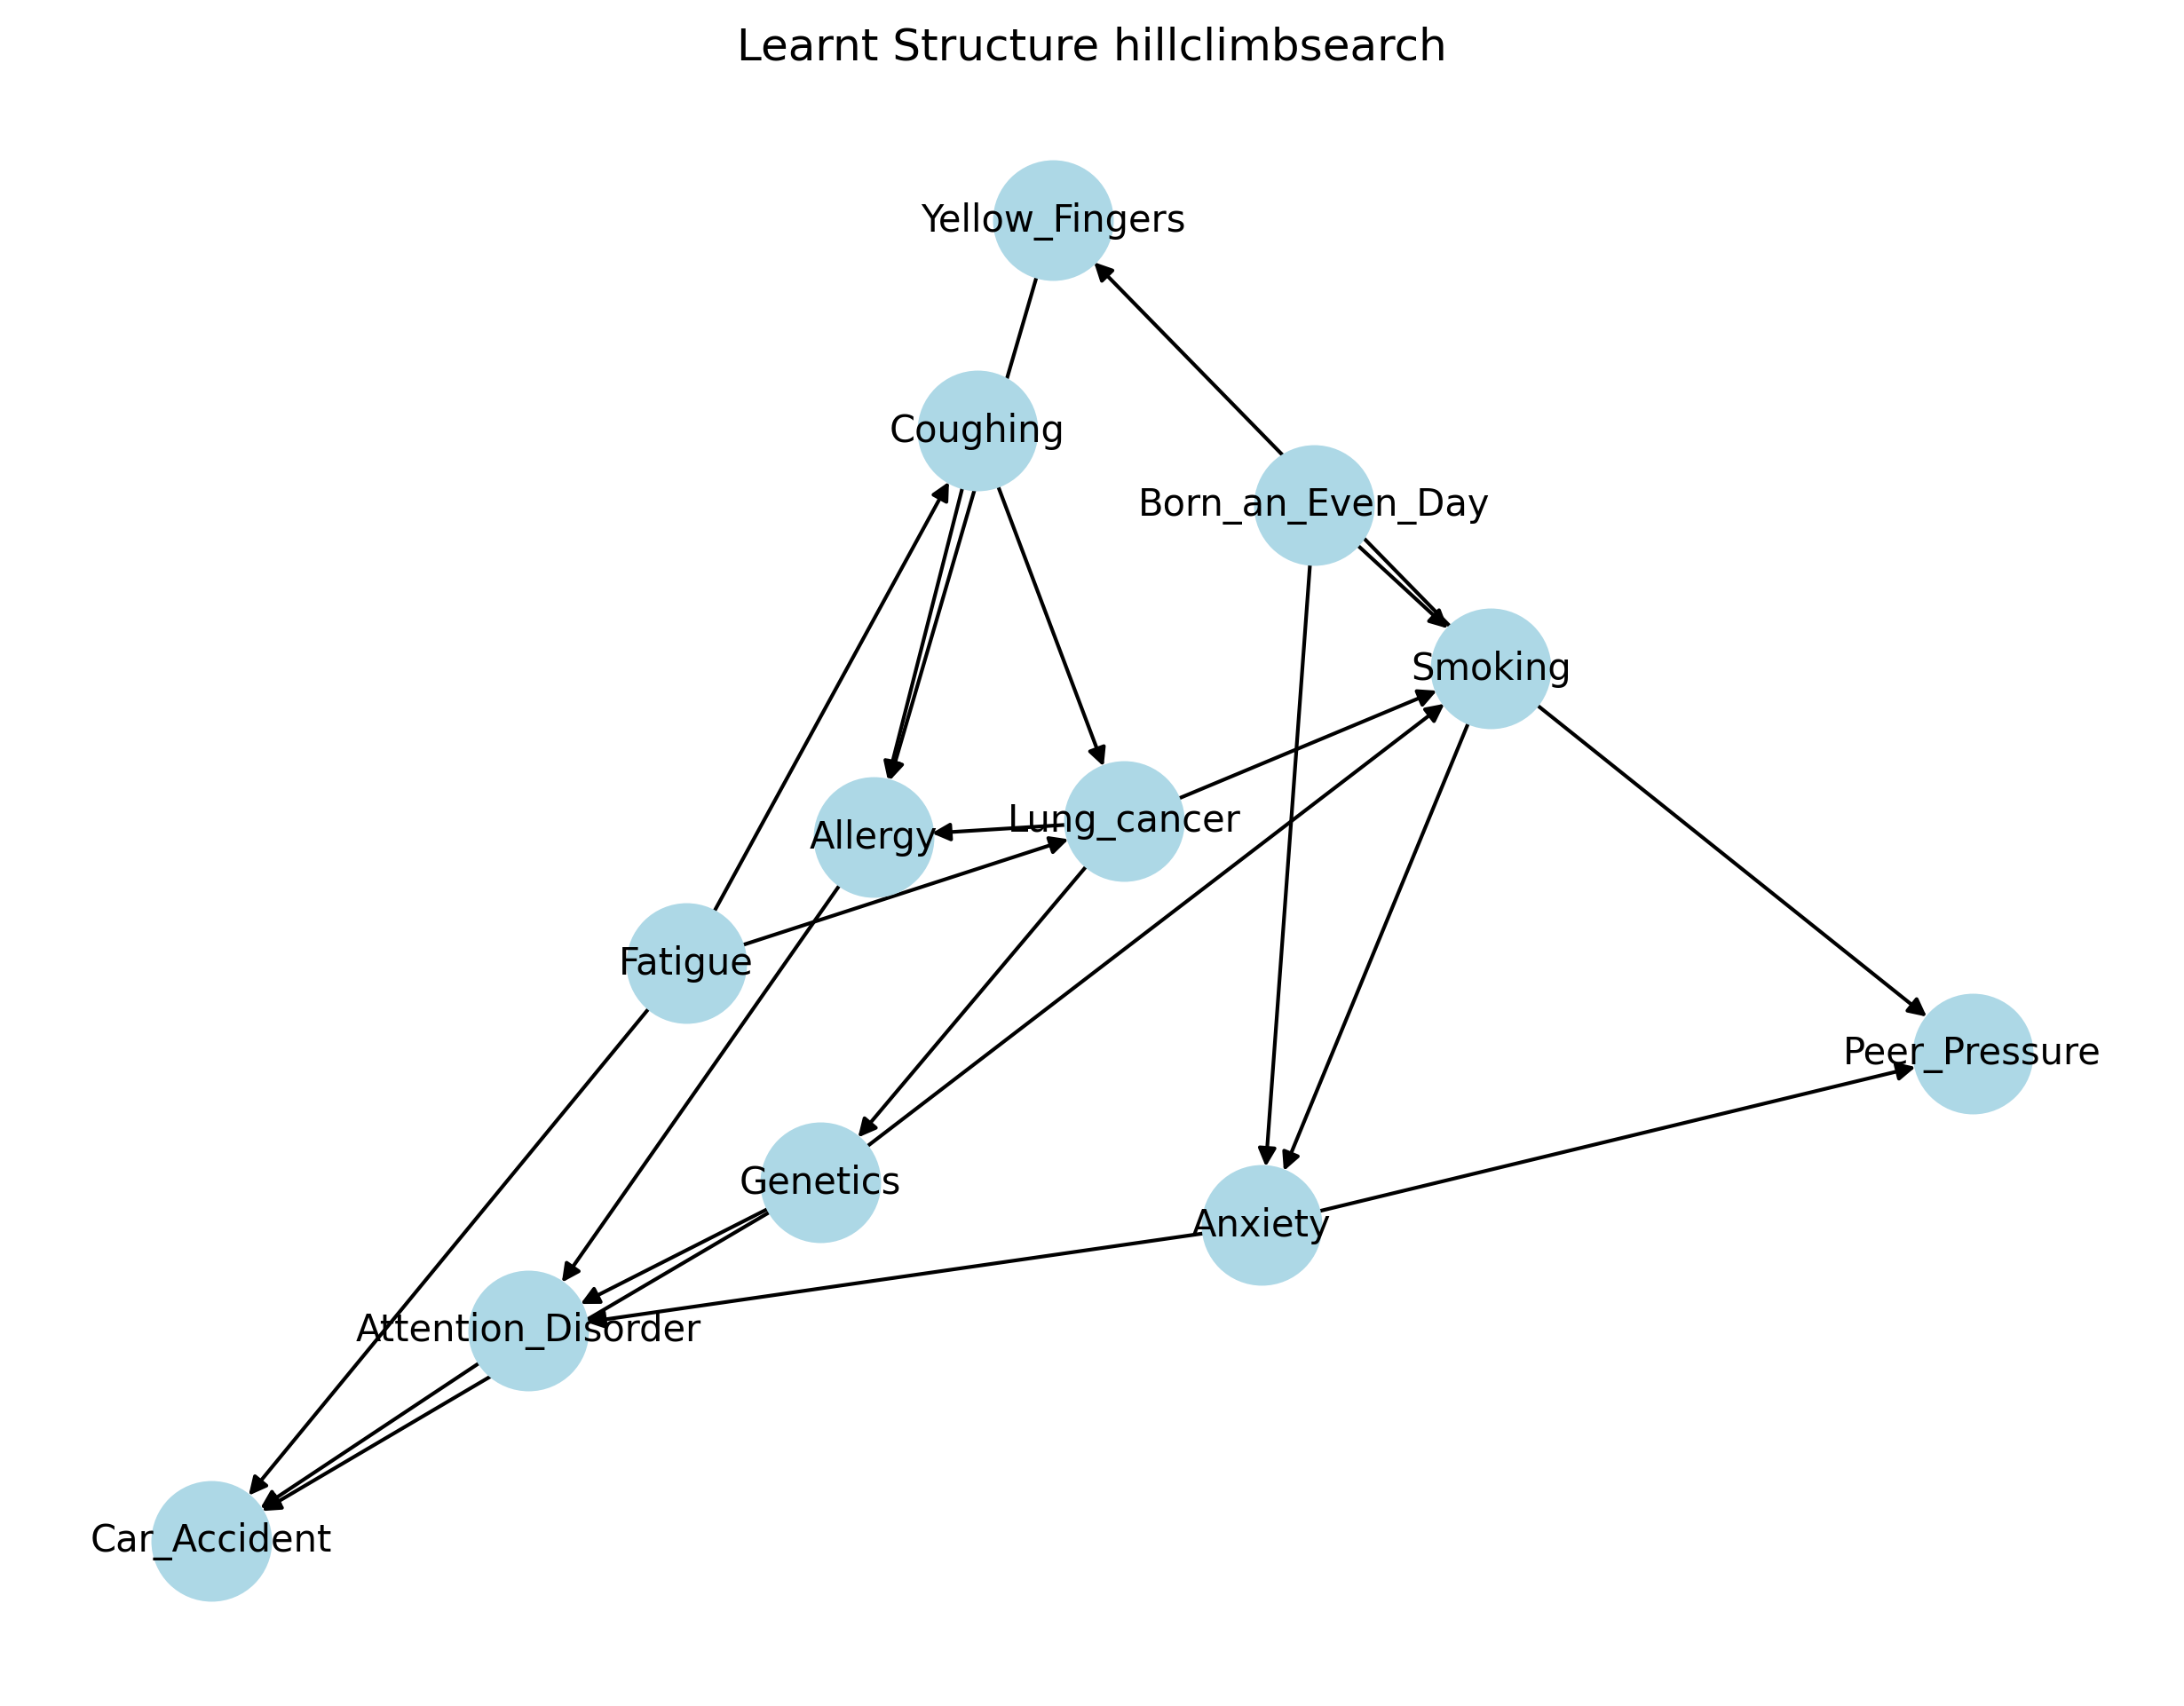 Learnt Structure hillclimbsearch
Yellow_Fingers
Coughing
Born_an_Even_Day
Smoking
Allergy
Lung_cancer
Fatigue
Peer_Pressure
Genetics
Anxiety
Attention_Disorder
Car_Accident